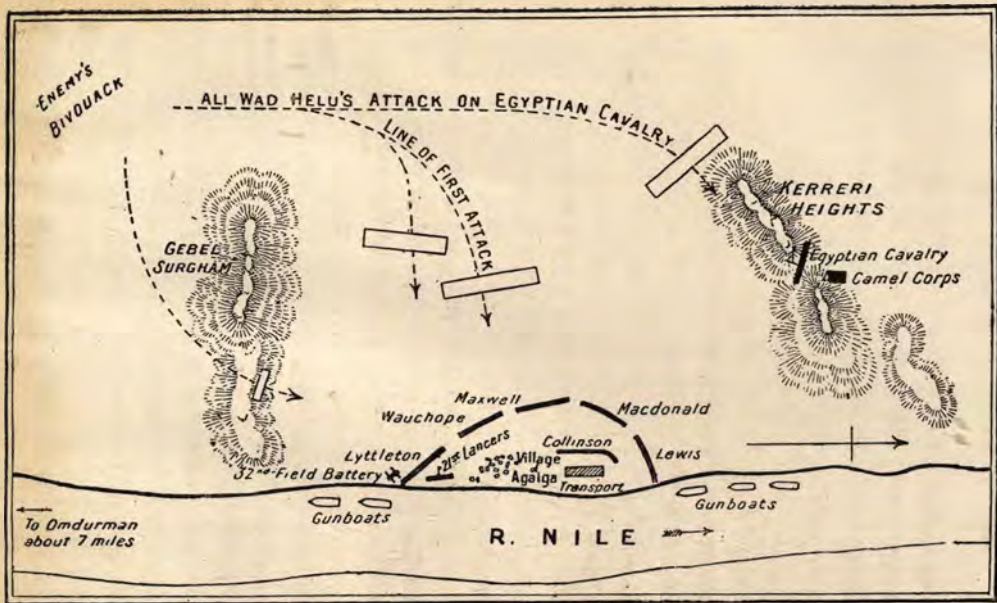 ENEMY'S
BIVOUACK
ALI WAD HELU'S ATTACK ON EGYPTIAN CAVALRY
LINE OF FIRST ATTACK
KERRERI
HEIGHTS
GEBEL
SURGHAM
Egyptian Cavalry
Camel Corps
Maxwell
Wauchope
Macdonald
Lyttleton
21st Lancers
Collinson
Lewis
32nd Field Battery
Village
Agaiga
Transport
Gunboats
Gunboats
To Omdurman
about 7 miles
R. NILE